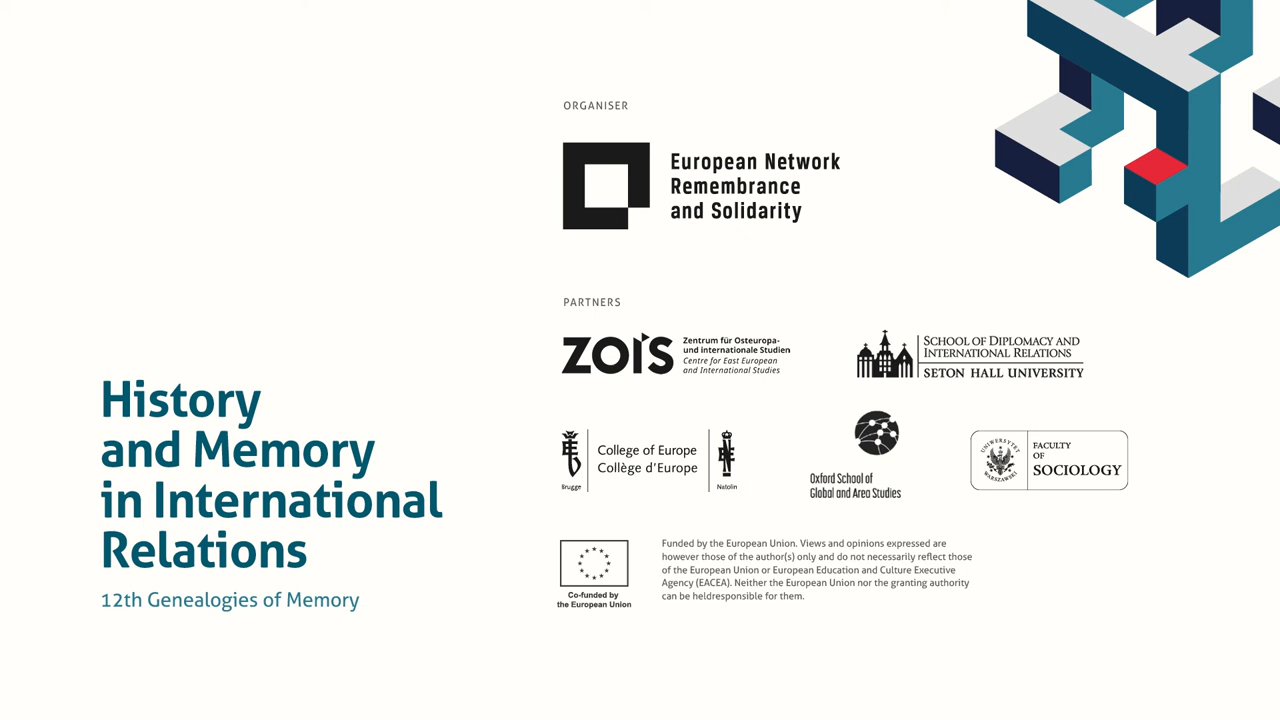 ORGANISER
European Network
Remembrance
and Solidarity
PARTNERS
ZOiS
Zentrum für Osteuropa-
und internationale Studien
Centre for East European
and International Studies
SCHOOL OF DIPLOMACY AND
INTERNATIONAL RELATIONS
SETON HALL UNIVERSITY
College of Europe
Collège d'Europe
Brugge
Natolin
Oxford School of
Global and Area Studies
UNIWERSYTET
WARSZAWSKI
FACULTY
OF
SOCIOLOGY
History
and Memory
in International
Relations
12th Genealogies of Memory
Co-funded by
the European Union
Funded by the European Union. Views and opinions expressed are
however those of the author(s) only and do not necessarily reflect those
of the European Union or European Education and Culture Executive
Agency (EACEA). Neither the European Union nor the granting authority
can be heldresponsible for them.